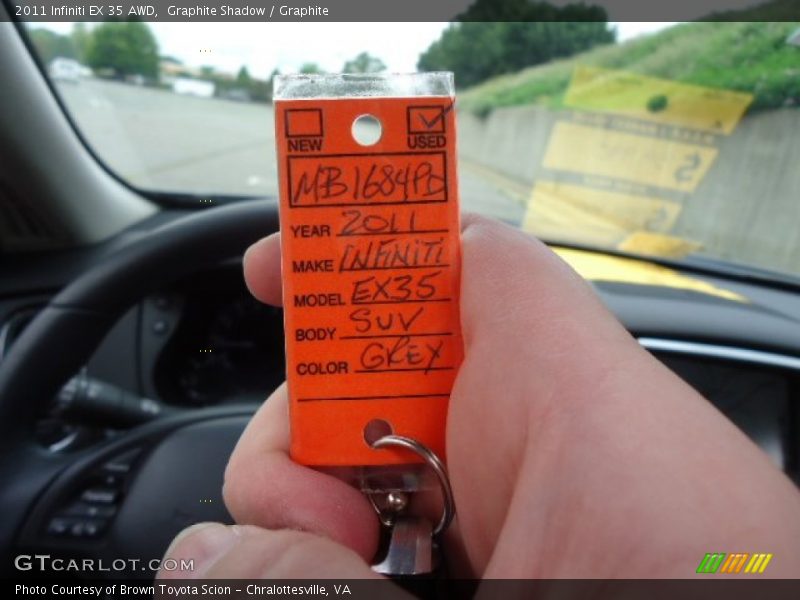 2011 Infiniti EX 35 AWD,  Graphite Shadow / Graphite
NEW USED
MB1684PD
YEAR 2011
MAKE INFINITI
MODEL EX35
BODY SUV
COLOR GREY
GTCARLOT.COM
Photo Courtesy of Brown Toyota Scion - Chralottesville, VA